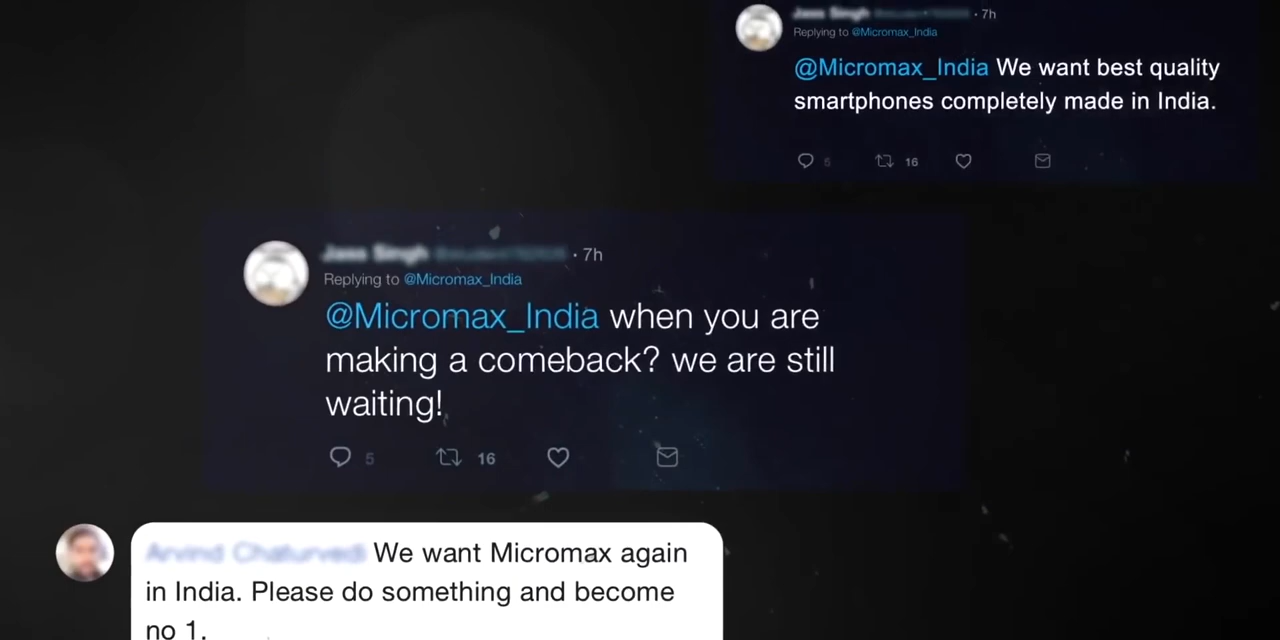 · 7h
Replying to @Micromax_India
@Micromax_India We want best quality
smartphones completely made in India.
5 16
· 7h
Replying to @Micromax_India
@Micromax_India when you are
making a comeback? we are still
waiting!
5 16
We want Micromax again
in India. Please do something and become
no 1.